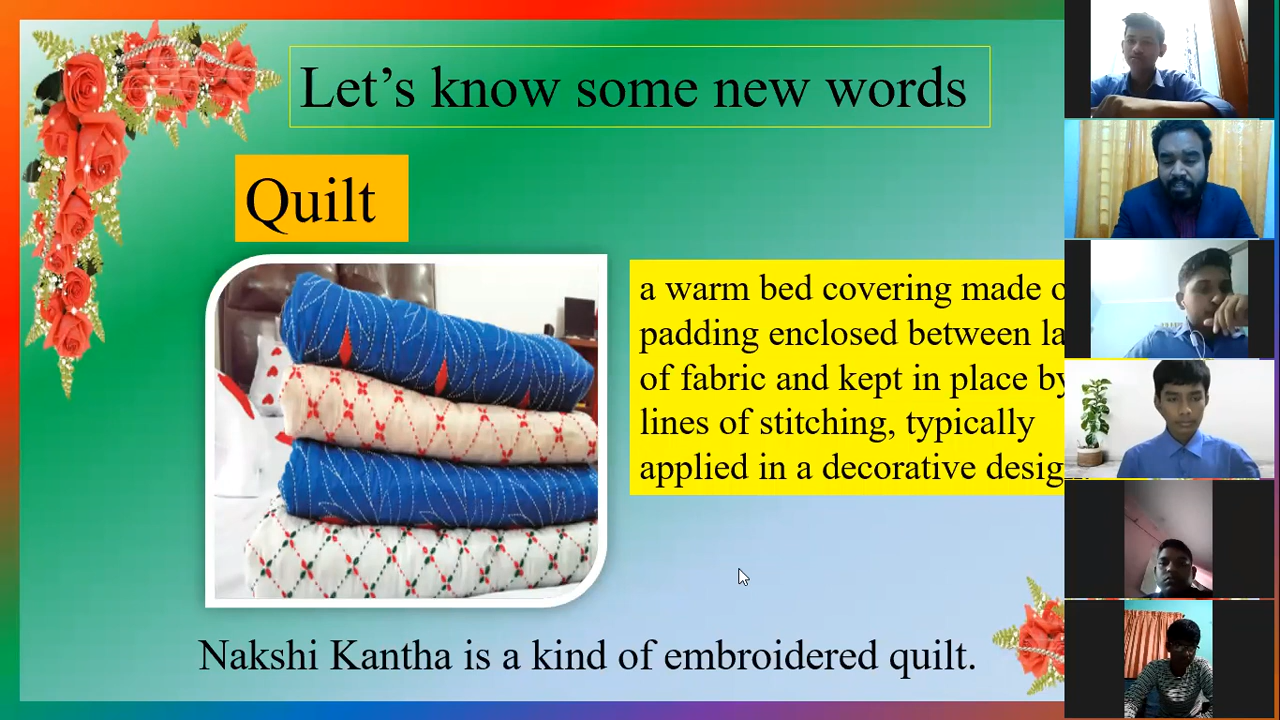 Let's know some new words
Quilt
a warm bed covering made
padding enclosed between
of fabric and kept in place by
lines of stitching, typically
applied in a decorative
Nakshi Kantha is a kind of embroidered quilt.